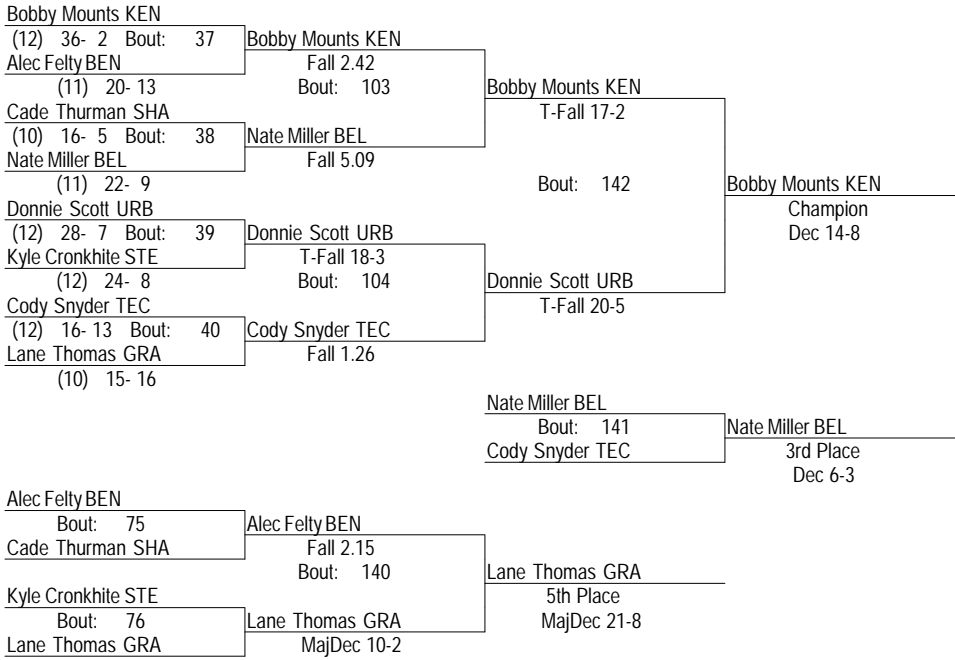 Bobby Mounts KEN
(12) 36- 2 Bout: 37 Bobby Mounts KEN
Alec Felty BEN Fall 2.42
(11) 20- 13 Bout: 103 Bobby Mounts KEN
Cade Thurman SHA T-Fall 17-2
(10) 16- 5 Bout: 38 Nate Miller BEL
Nate Miller BEL Fall 5.09
(11) 22- 9 Bout: 142 Bobby Mounts KEN
Donnie Scott URB Champion
(12) 28- 7 Bout: 39 Donnie Scott URB Dec 14-8
Kyle Cronkhite STE T-Fall 18-3
(12) 24- 8 Bout: 104 Donnie Scott URB
Cody Snyder TEC T-Fall 20-5
(12) 16- 13 Bout: 40 Cody Snyder TEC
Lane Thomas GRA Fall 1.26
(10) 15- 16
Nate Miller BEL
Bout: 141 Nate Miller BEL
Cody Snyder TEC 3rd Place
Dec 6-3
Alec Felty BEN
Bout: 75 Alec Felty BEN
Cade Thurman SHA Fall 2.15
Bout: 140 Lane Thomas GRA
Kyle Cronkhite STE 5th Place
Bout: 76 Lane Thomas GRA MajDec 21-8
Lane Thomas GRA MajDec 10-2